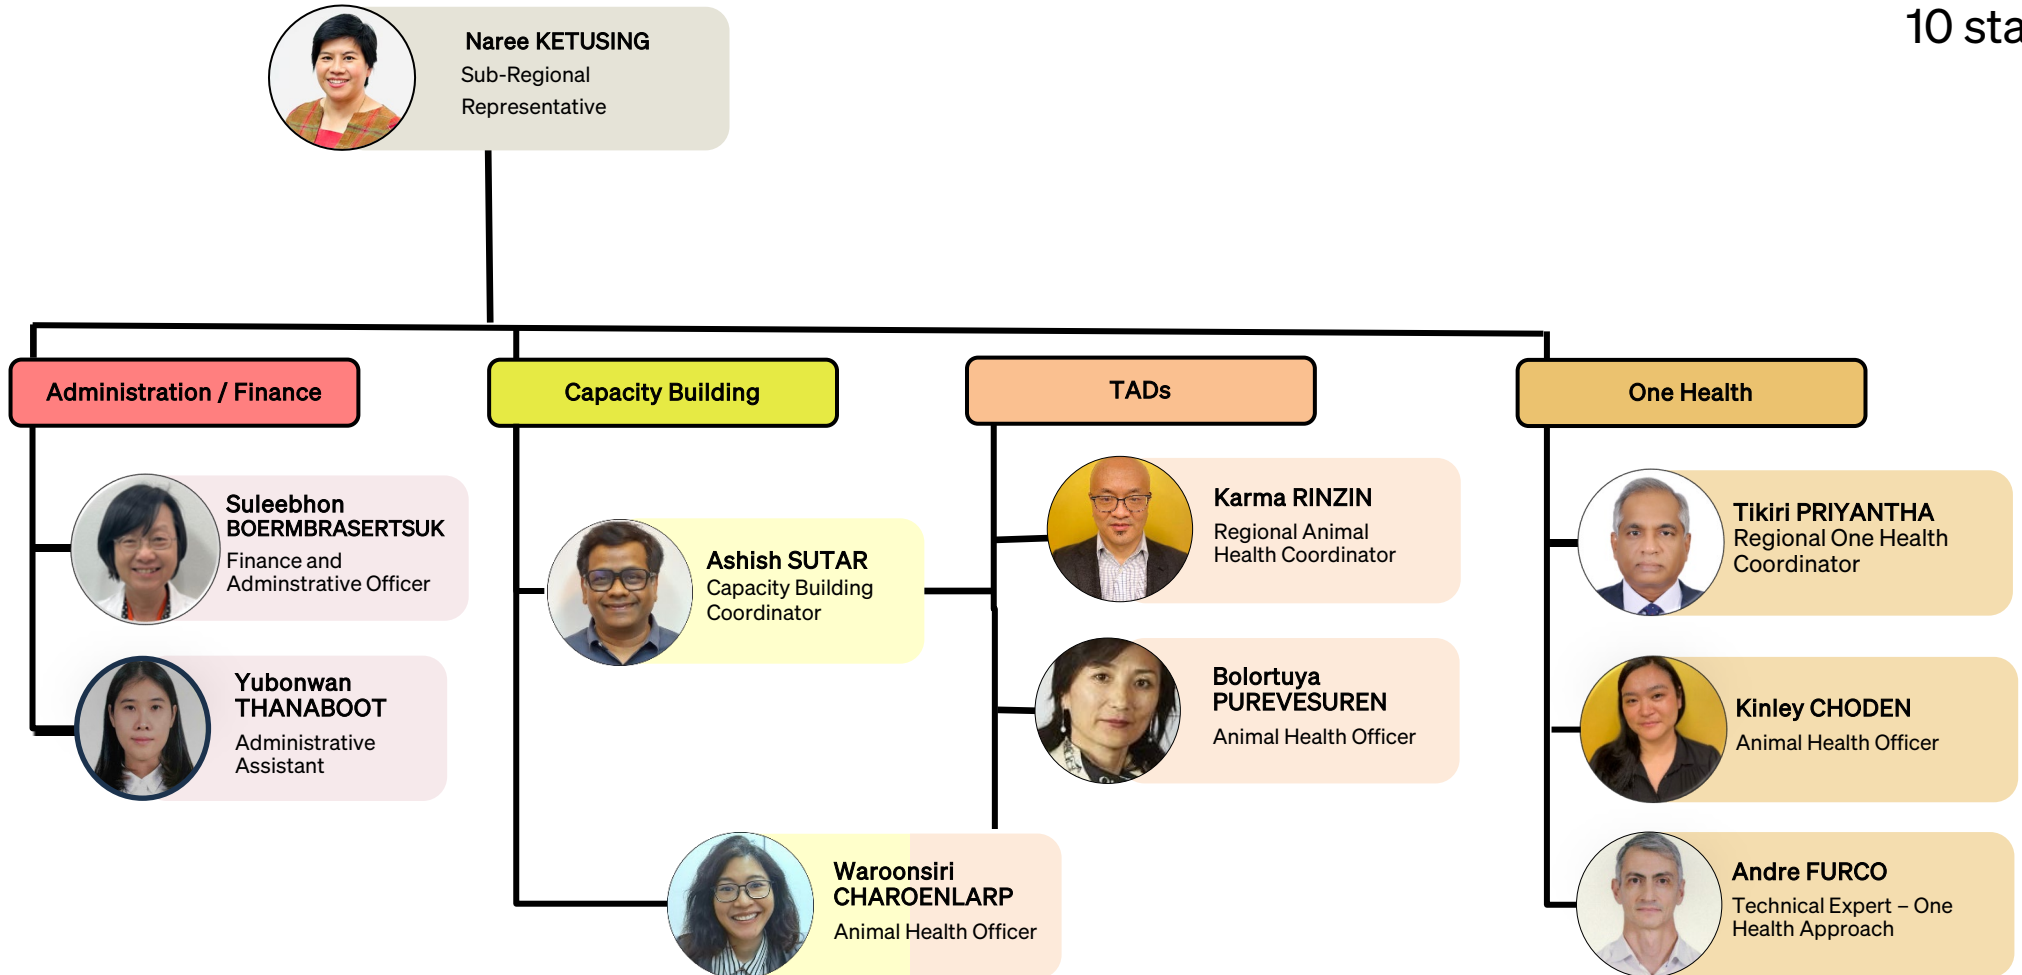 10 sta
Naree KETUSING
Sub-Regional
Representative
Administration / Finance
Capacity Building
TADs
One Health
Suleebhon
BOERMBRASERTSUK
Finance and
Adminstrative Officer
Yubonwan
THANABOOT
Administrative
Assistant
Ashish SUTAR
Capacity Building
Coordinator
Waroonsiri
CHAROENLARP
Animal Health Officer
Karma RINZIN
Regional Animal
Health Coordinator
Bolortuya
PUREVESUREN
Animal Health Officer
Tikiri PRIYANTHA
Regional One Health
Coordinator
Kinley CHODEN
Animal Health Officer
Andre FURCO
Technical Expert – One
Health Approach